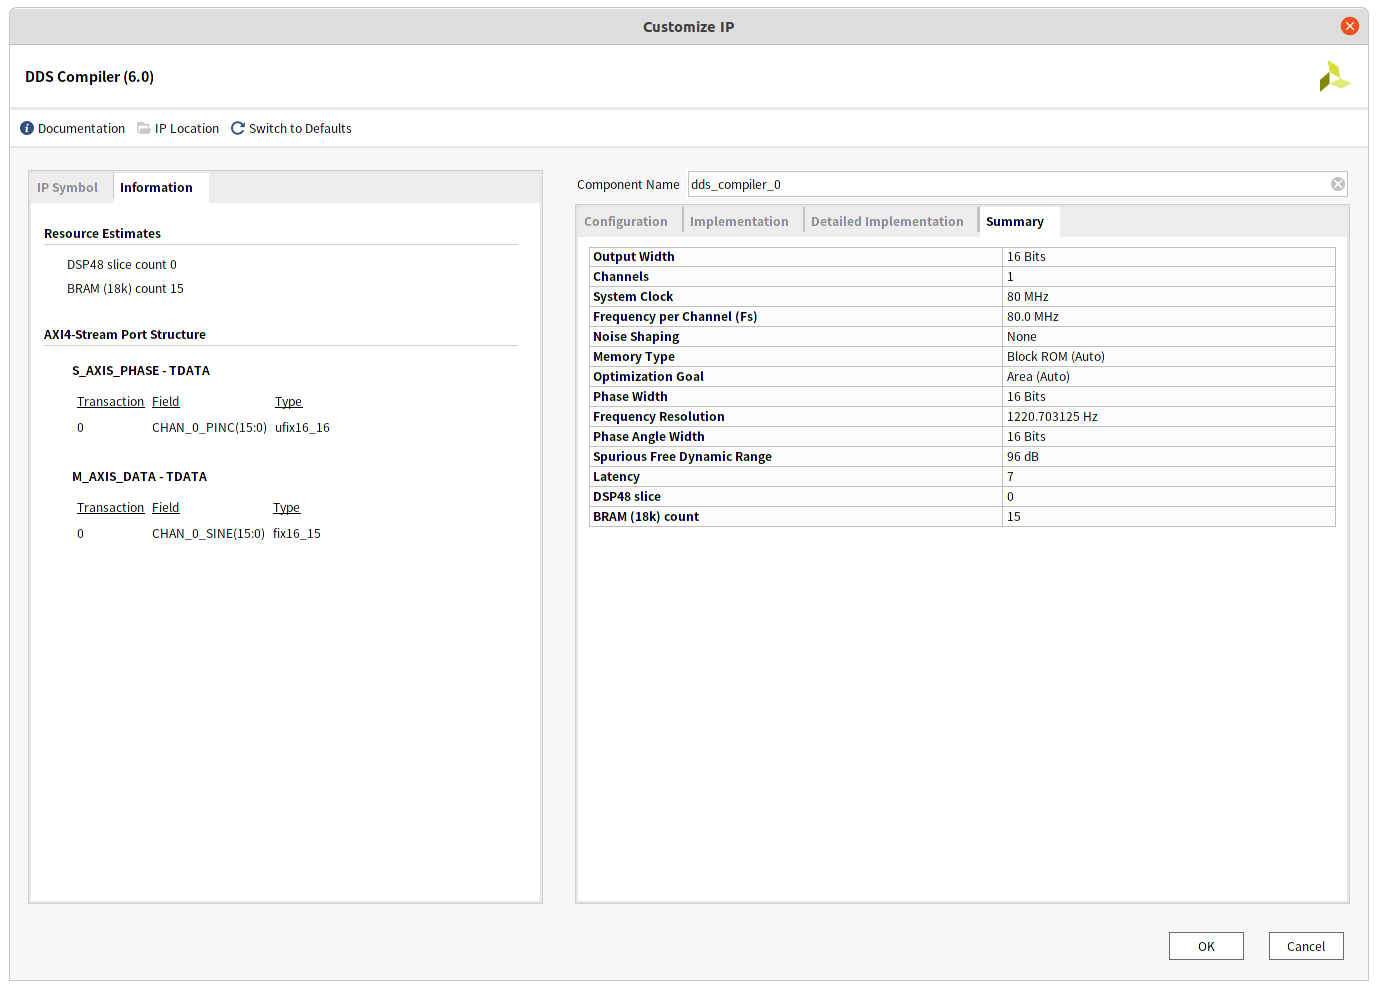 Customize IP
DDS Compiler (6.0)
Documentation IP Location Switch to Defaults
IP Symbol Information
Resource Estimates
DSP48 slice count 0
BRAM (18k) count 15
AXI4-Stream Port Structure
S_AXIS_PHASE - TDATA
Transaction Field Type
0 CHAN_0_PINC(15:0) ufix16_16
M_AXIS_DATA - TDATA
Transaction Field Type
0 CHAN_0_SINE(15:0) fix16_15
Component Name dds_compiler_0
Configuration Implementation Detailed Implementation Summary
Output Width 16 Bits
Channels 1
System Clock 80 MHz
Frequency per Channel (Fs) 80.0 MHz
Noise Shaping None
Memory Type Block ROM (Auto)
Optimization Goal Area (Auto)
Phase Width 16 Bits
Frequency Resolution 1220.703125 Hz
Phase Angle Width 16 Bits
Spurious Free Dynamic Range 96 dB
Latency 7
DSP48 slice 0
BRAM (18k) count 15
OK Cancel